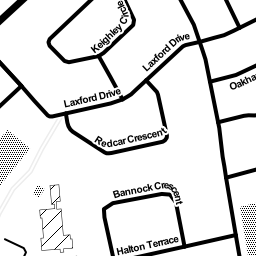 Keighley Circle
Laxford Drive
Oakha
Laxford Drive
Redcar Crescent
Bannock Crescent
Halton Terrace